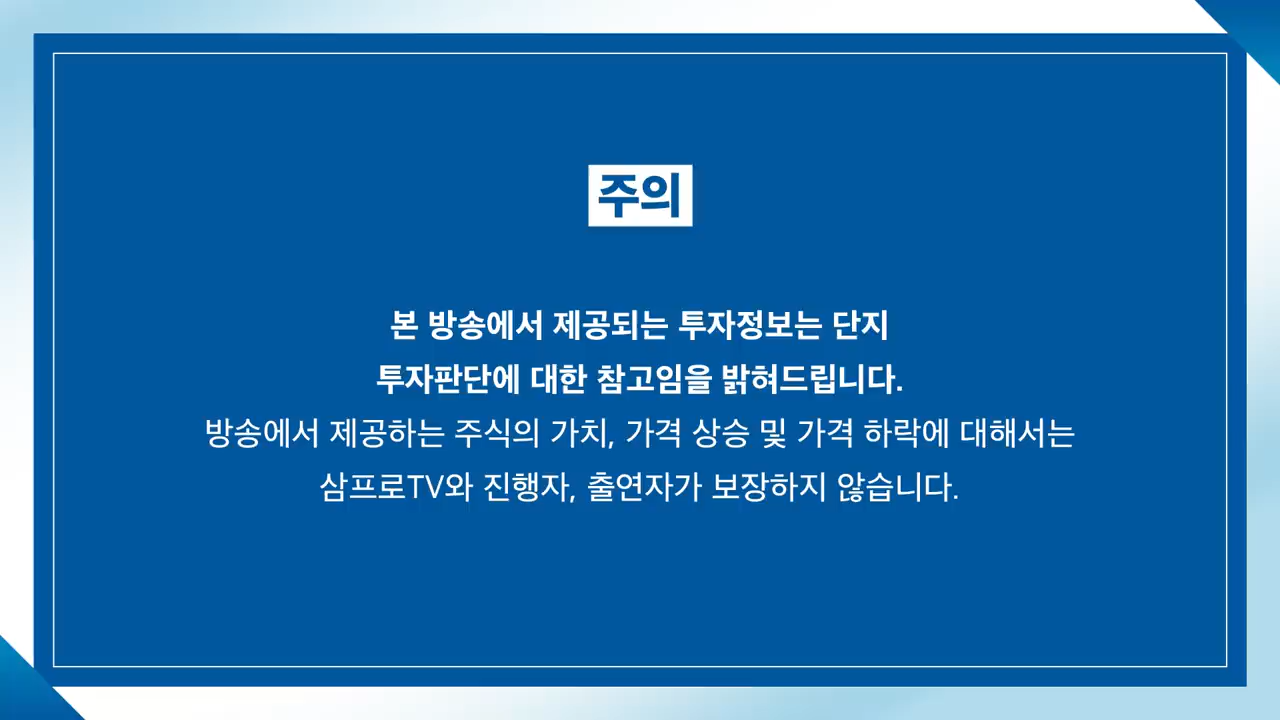 주의
본 방송에서 제공되는 투자정보는 단지
투자판단에 대한 참고임을 밝혀드립니다.
방송에서 제공하는 주식의 가치, 가격 상승 및 가격 하락에 대해서는
삼프로TV와 진행자, 출연자가 보장하지 않습니다.